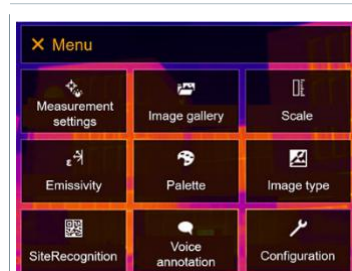 X Menu
Measurement
settings
Image gallery
Scale
Emissivity
Palette
Image type
SiteRecognition
Voice
annotation
Configuration